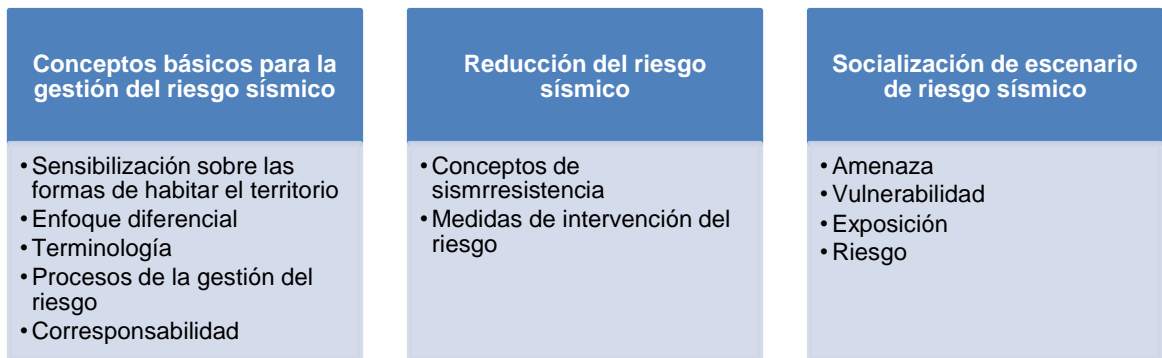 Conceptos básicos para la
gestión del riesgo sísmico
• Sensibilización sobre las
formas de habitar el territorio
• Enfoque diferencial
• Terminología
• Procesos de la gestión del
riesgo
• Corresponsabilidad
Reducción del riesgo
sísmico
• Conceptos de
sismrresistencia
• Medidas de intervención del
riesgo
Socialización de escenario
de riesgo sísmico
• Amenaza
• Vulnerabilidad
• Exposición
• Riesgo